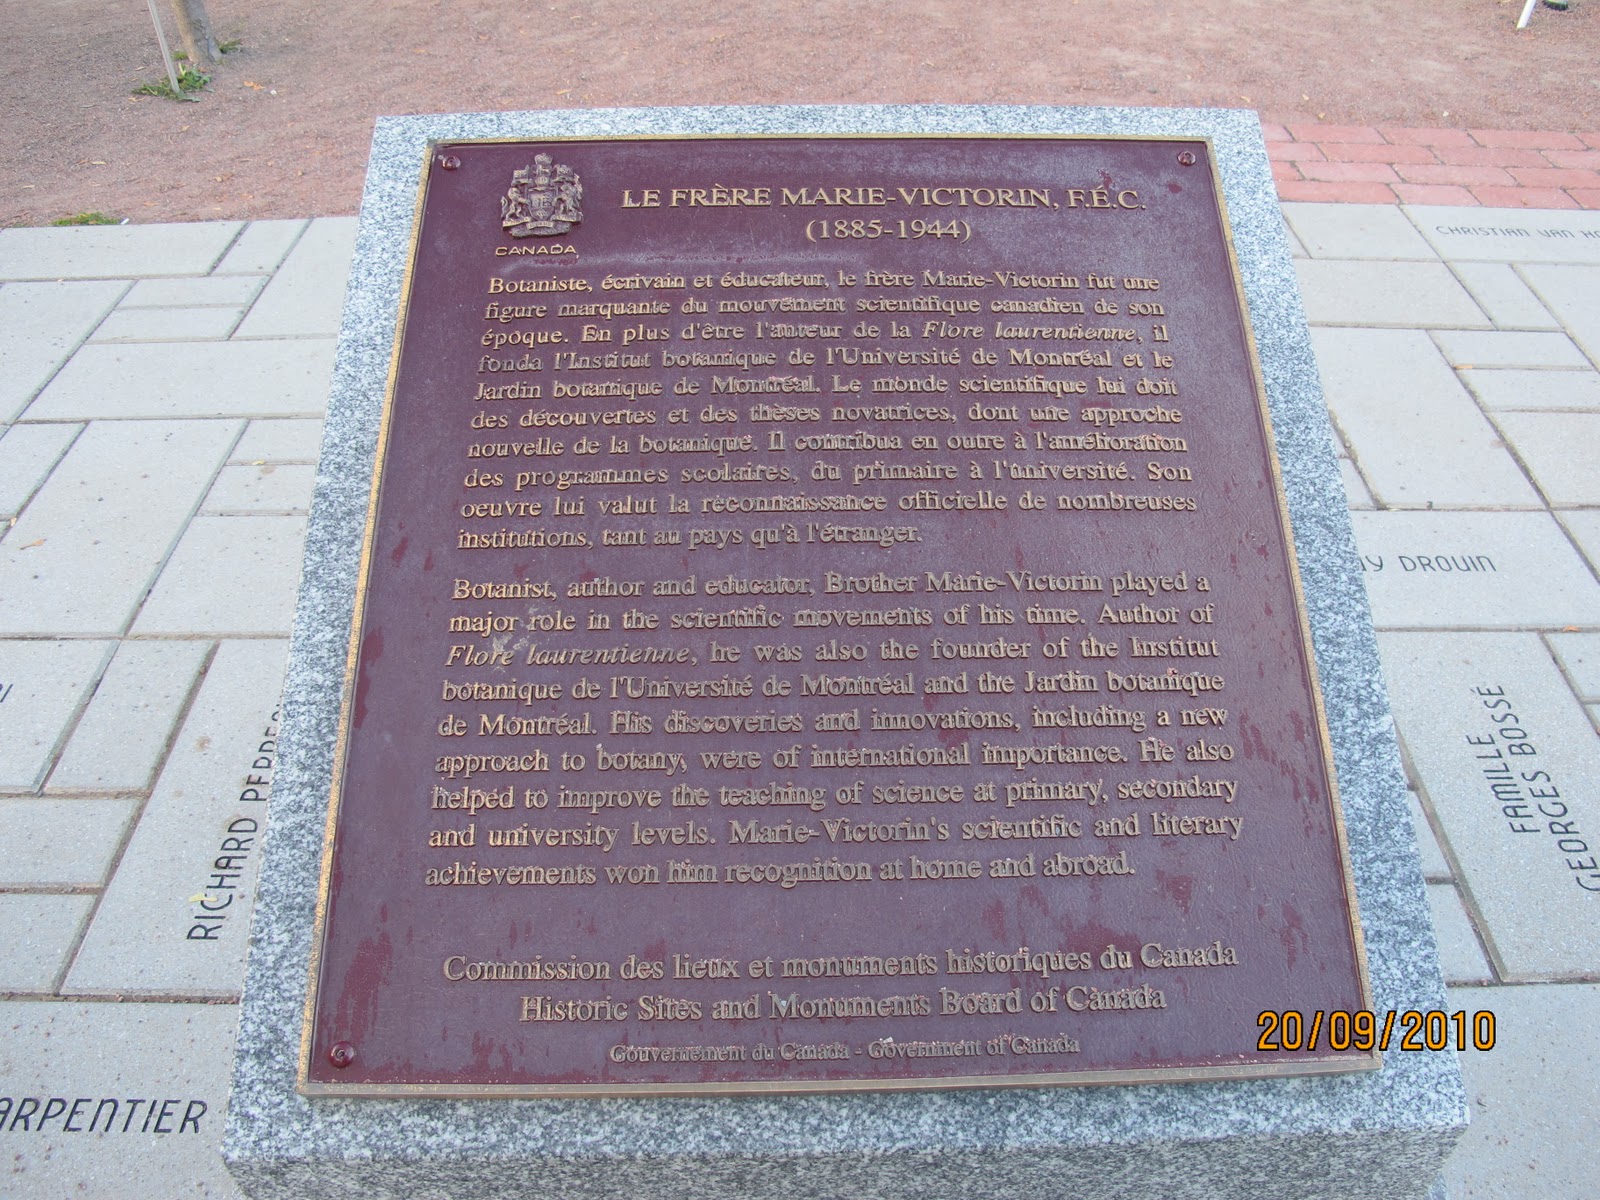 CANADA
LE FRÈRE MARIE-VICTORIN, F.É.C.
(1885-1944)
Botaniste, écrivain et éducateur, le frère Marie-Victorin fut une
figure marquante du mouvement scientifique canadien de son
époque. En plus d'être l'auteur de la Flore laurentienne, il
fonda l'Institut botanique de l'Université de Montréal et le
Jardin botanique de Montréal. Le monde scientifique lui doit
des découvertes et des thèses novatrices, dont une approche
nouvelle de la botanique. Il contribua en outre à l'amélioration
des programmes scolaires, du primaire à l'université. Son
oeuvre lui valut la reconnaissance officielle de nombreuses
institutions, tant au pays qu'à l'étranger.
Botanist, author and educator, Brother Marie-Victorin played a
major role in the scientific movements of his time. Author of
Flore laurentienne, he was also the founder of the Institut
botanique de l'Université de Montréal and the Jardin botanique
de Montréal. His discoveries and innovations, including a new
approach to botany, were of international importance. He also
helped to improve the teaching of science at primary, secondary
and university levels. Marie-Victorin's scientific and literary
achievements won him recognition at home and abroad.
Commission des lieux et monuments historiques du Canada
Historic Sites and Monuments Board of Canada
Gouvernement du Canada - Government of Canada
20/09/2010
CHRISTIAN VAN
DROUIN
FAMILLE
GEORGES BOSSÉ
RICHARD
ARPENTIER